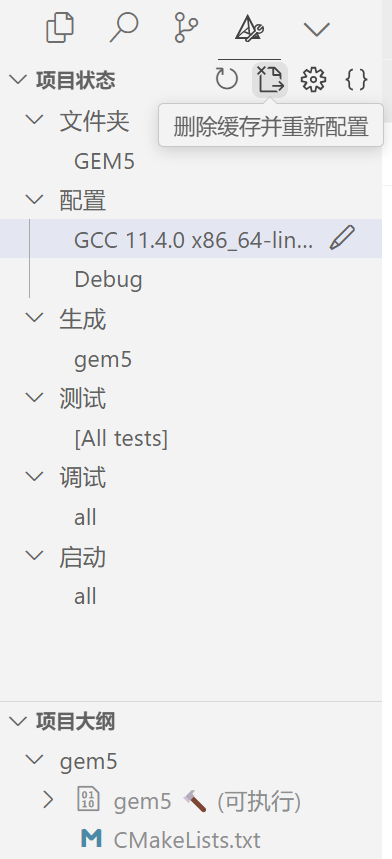 项目状态
删除缓存并重新配置
文件夹
GEM5
配置
GCC 11.4.0 x86_64-lin...
Debug
生成
gem5
测试
[All tests]
调试
all
启动
all
项目大纲
gem5
gem5 (可执行)
CMakeLists.txt